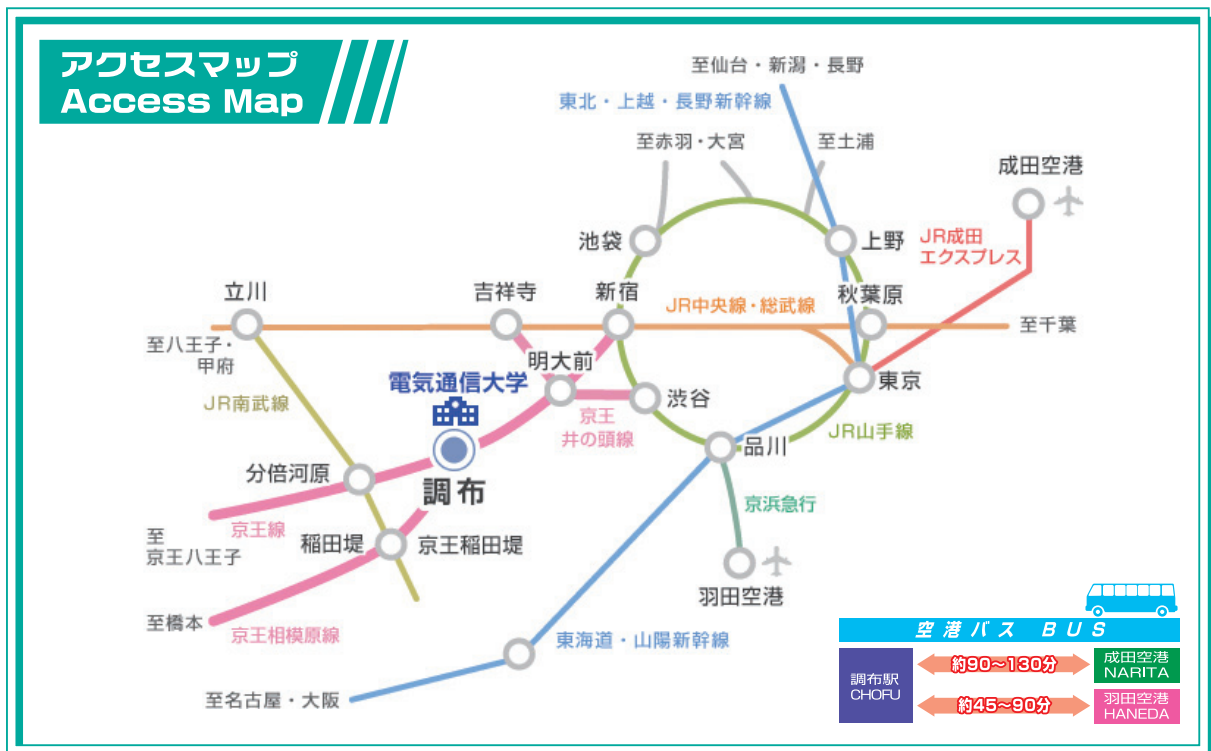 アクセスマップ
Access Map
至仙台・新潟・長野
東北・上越・長野新幹線
至赤羽・大宮
至土浦
成田空港
池袋
上野
JR成田
エクスプレス
立川
吉祥寺
新宿
JR中央線・総武線
秋葉原
至千葉
至八王子・
甲府
明大前
電気通信大学
東京
JR南武線
渋谷
京王
井の頭線
JR山手線
品川
分倍河原
調布
京浜急行
京王線
至
京王八王子
稲田堤
京王稲田堤
羽田空港
至橋本
京王相模原線
東海道・山陽新幹線
至名古屋・大阪
空港バス BUS
調布駅
CHOFU
約90〜130分
成田空港
NARITA
約45〜90分
羽田空港
HANEDA